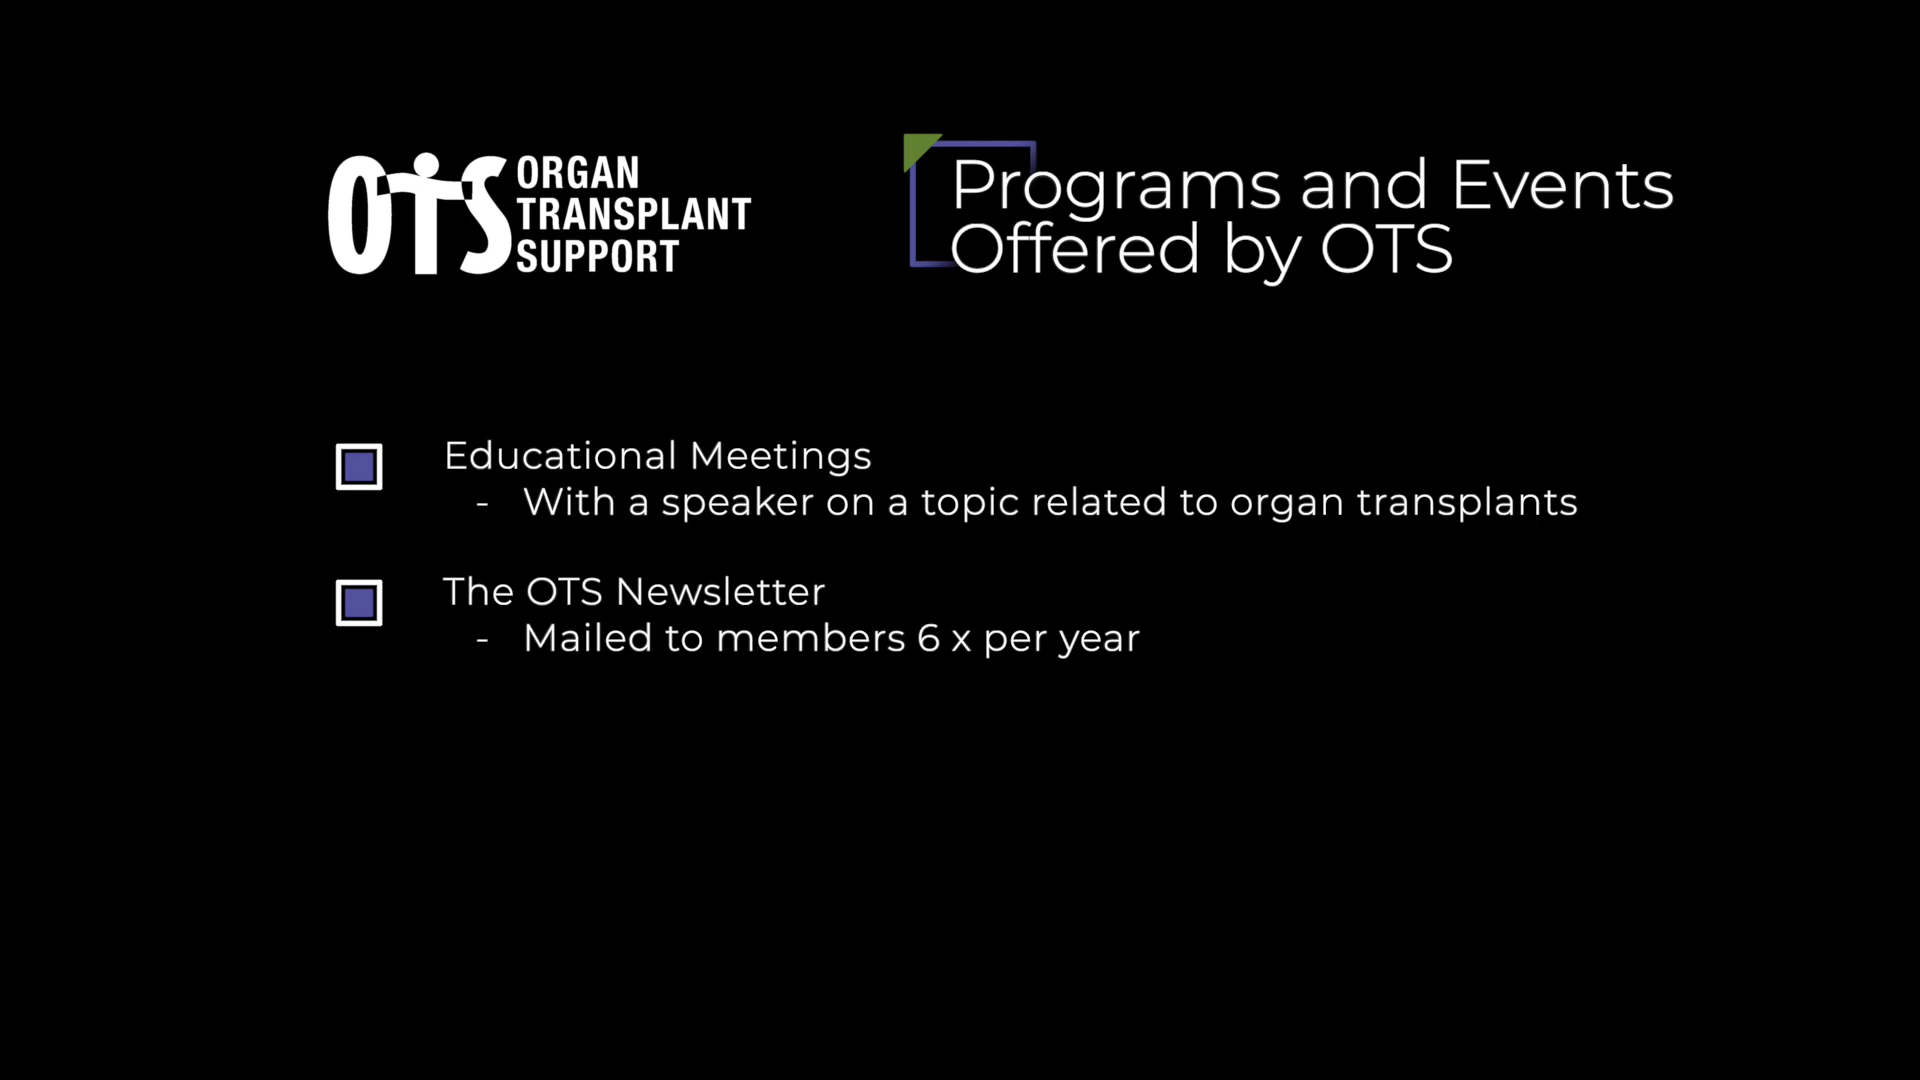 OTS ORGAN
TRANSPLANT
SUPPORT
Programs and Events
Offered by OTS
Educational Meetings
- With a speaker on a topic related to organ transplants
The OTS Newsletter
- Mailed to members 6 x per year